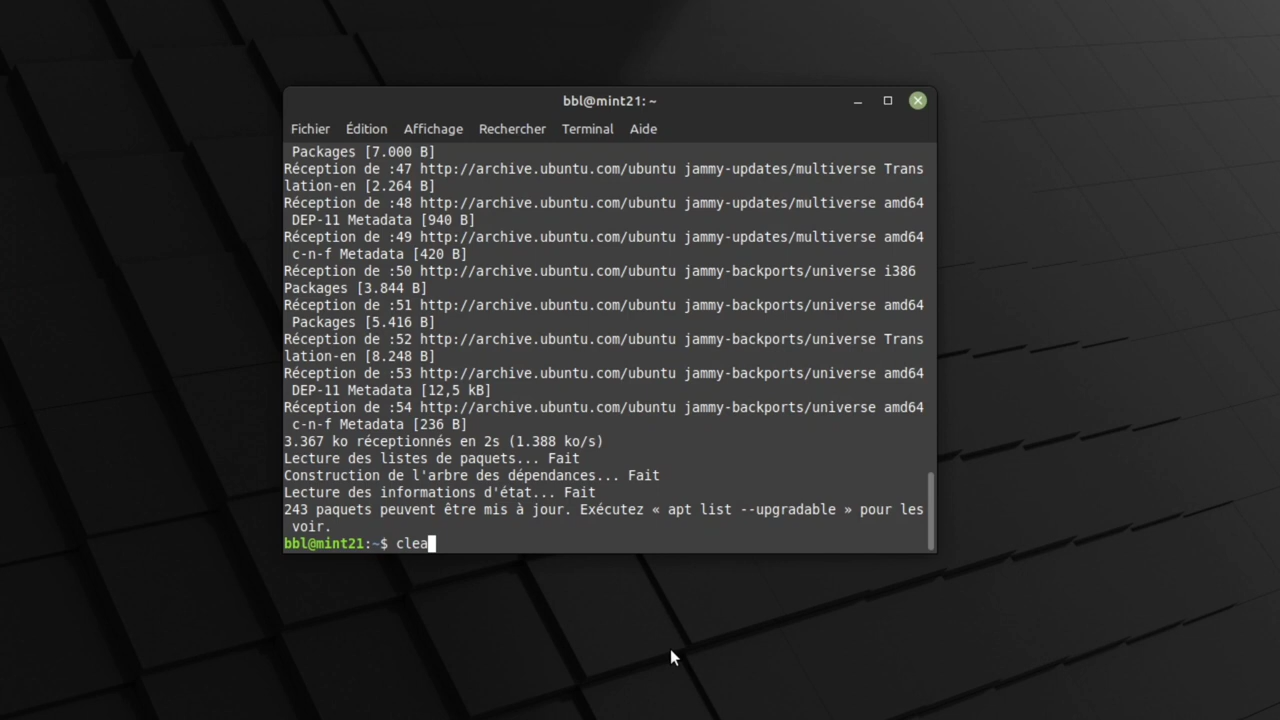 bbl@mint21: ~
Fichier Édition Affichage Rechercher Terminal Aide
Packages [7.000 B]
Réception de :47 http://archive.ubuntu.com/ubuntu jammy-updates/multiverse Trans
lation-en [2.264 B]
Réception de :48 http://archive.ubuntu.com/ubuntu jammy-updates/multiverse amd64
DEP-11 Metadata [940 B]
Réception de :49 http://archive.ubuntu.com/ubuntu jammy-updates/multiverse amd64
c-n-f Metadata [420 B]
Réception de :50 http://archive.ubuntu.com/ubuntu jammy-backports/universe i386
Packages [3.844 B]
Réception de :51 http://archive.ubuntu.com/ubuntu jammy-backports/universe amd64
Packages [5.416 B]
Réception de :52 http://archive.ubuntu.com/ubuntu jammy-backports/universe Trans
lation-en [8.248 B]
Réception de :53 http://archive.ubuntu.com/ubuntu jammy-backports/universe amd64
DEP-11 Metadata [12,5 kB]
Réception de :54 http://archive.ubuntu.com/ubuntu jammy-backports/universe amd64
c-n-f Metadata [236 B]
3.367 ko réceptionnés en 2s (1.388 ko/s)
Lecture des listes de paquets... Fait
Construction de l'arbre des dépendances... Fait
Lecture des informations d'état... Fait
243 paquets peuvent être mis à jour. Exécutez « apt list --upgradable » pour les
voir.
bbl@mint21:~$ clea